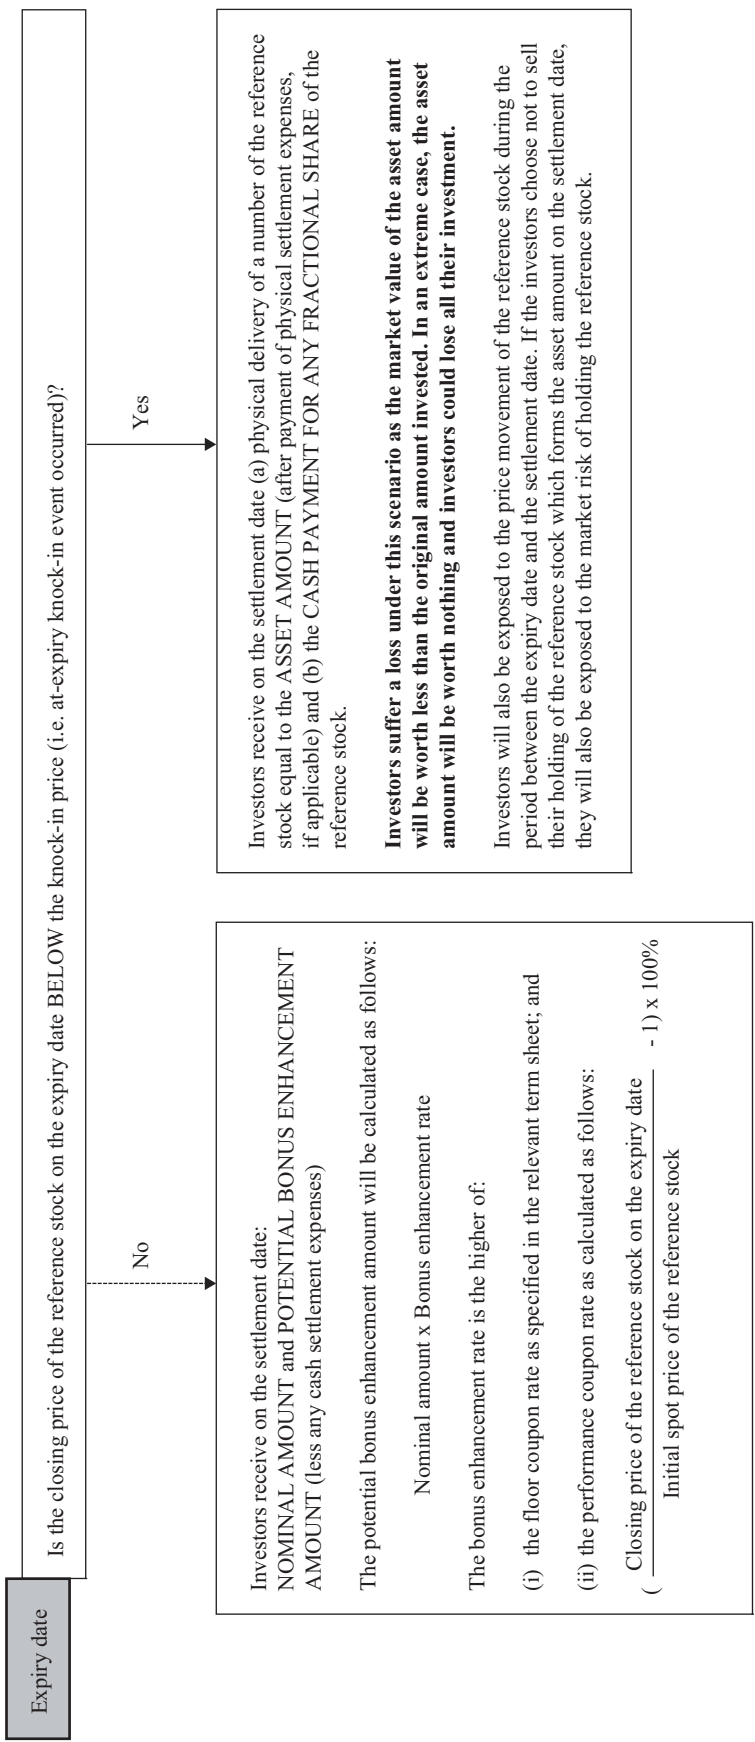 Expiry date
Is the closing price of the reference stock on the expiry date BELOW the knock-in price (i.e. at-expiry knock-in event occurred)?
No
Yes
Investors receive on the settlement date:
NOMINAL AMOUNT and POTENTIAL BONUS ENHANCEMENT
AMOUNT (less any cash settlement expenses)
The potential bonus enhancement amount will be calculated as follows:
Nominal amount x Bonus enhancement rate
The bonus enhancement rate is the higher of:
(i) the floor coupon rate as specified in the relevant term sheet; and
(ii) the performance coupon rate as calculated as follows:
( Closing price of the reference stock on the expiry date - 1) x 100%
Initial spot price of the reference stock
Investors receive on the settlement date (a) physical delivery of a number of the reference
stock equal to the ASSET AMOUNT (after payment of physical settlement expenses,
if applicable) and (b) the CASH PAYMENT FOR ANY FRACTIONAL SHARE of the
reference stock.
Investors suffer a loss under this scenario as the market value of the asset amount
will be worth less than the original amount invested. In an extreme case, the asset
amount will be worth nothing and investors could lose all their investment.
Investors will also be exposed to the price movement of the reference stock during the
period between the expiry date and the settlement date. If the investors choose not to sell
their holding of the reference stock which forms the asset amount on the settlement date,
they will also be exposed to the market risk of holding the reference stock.